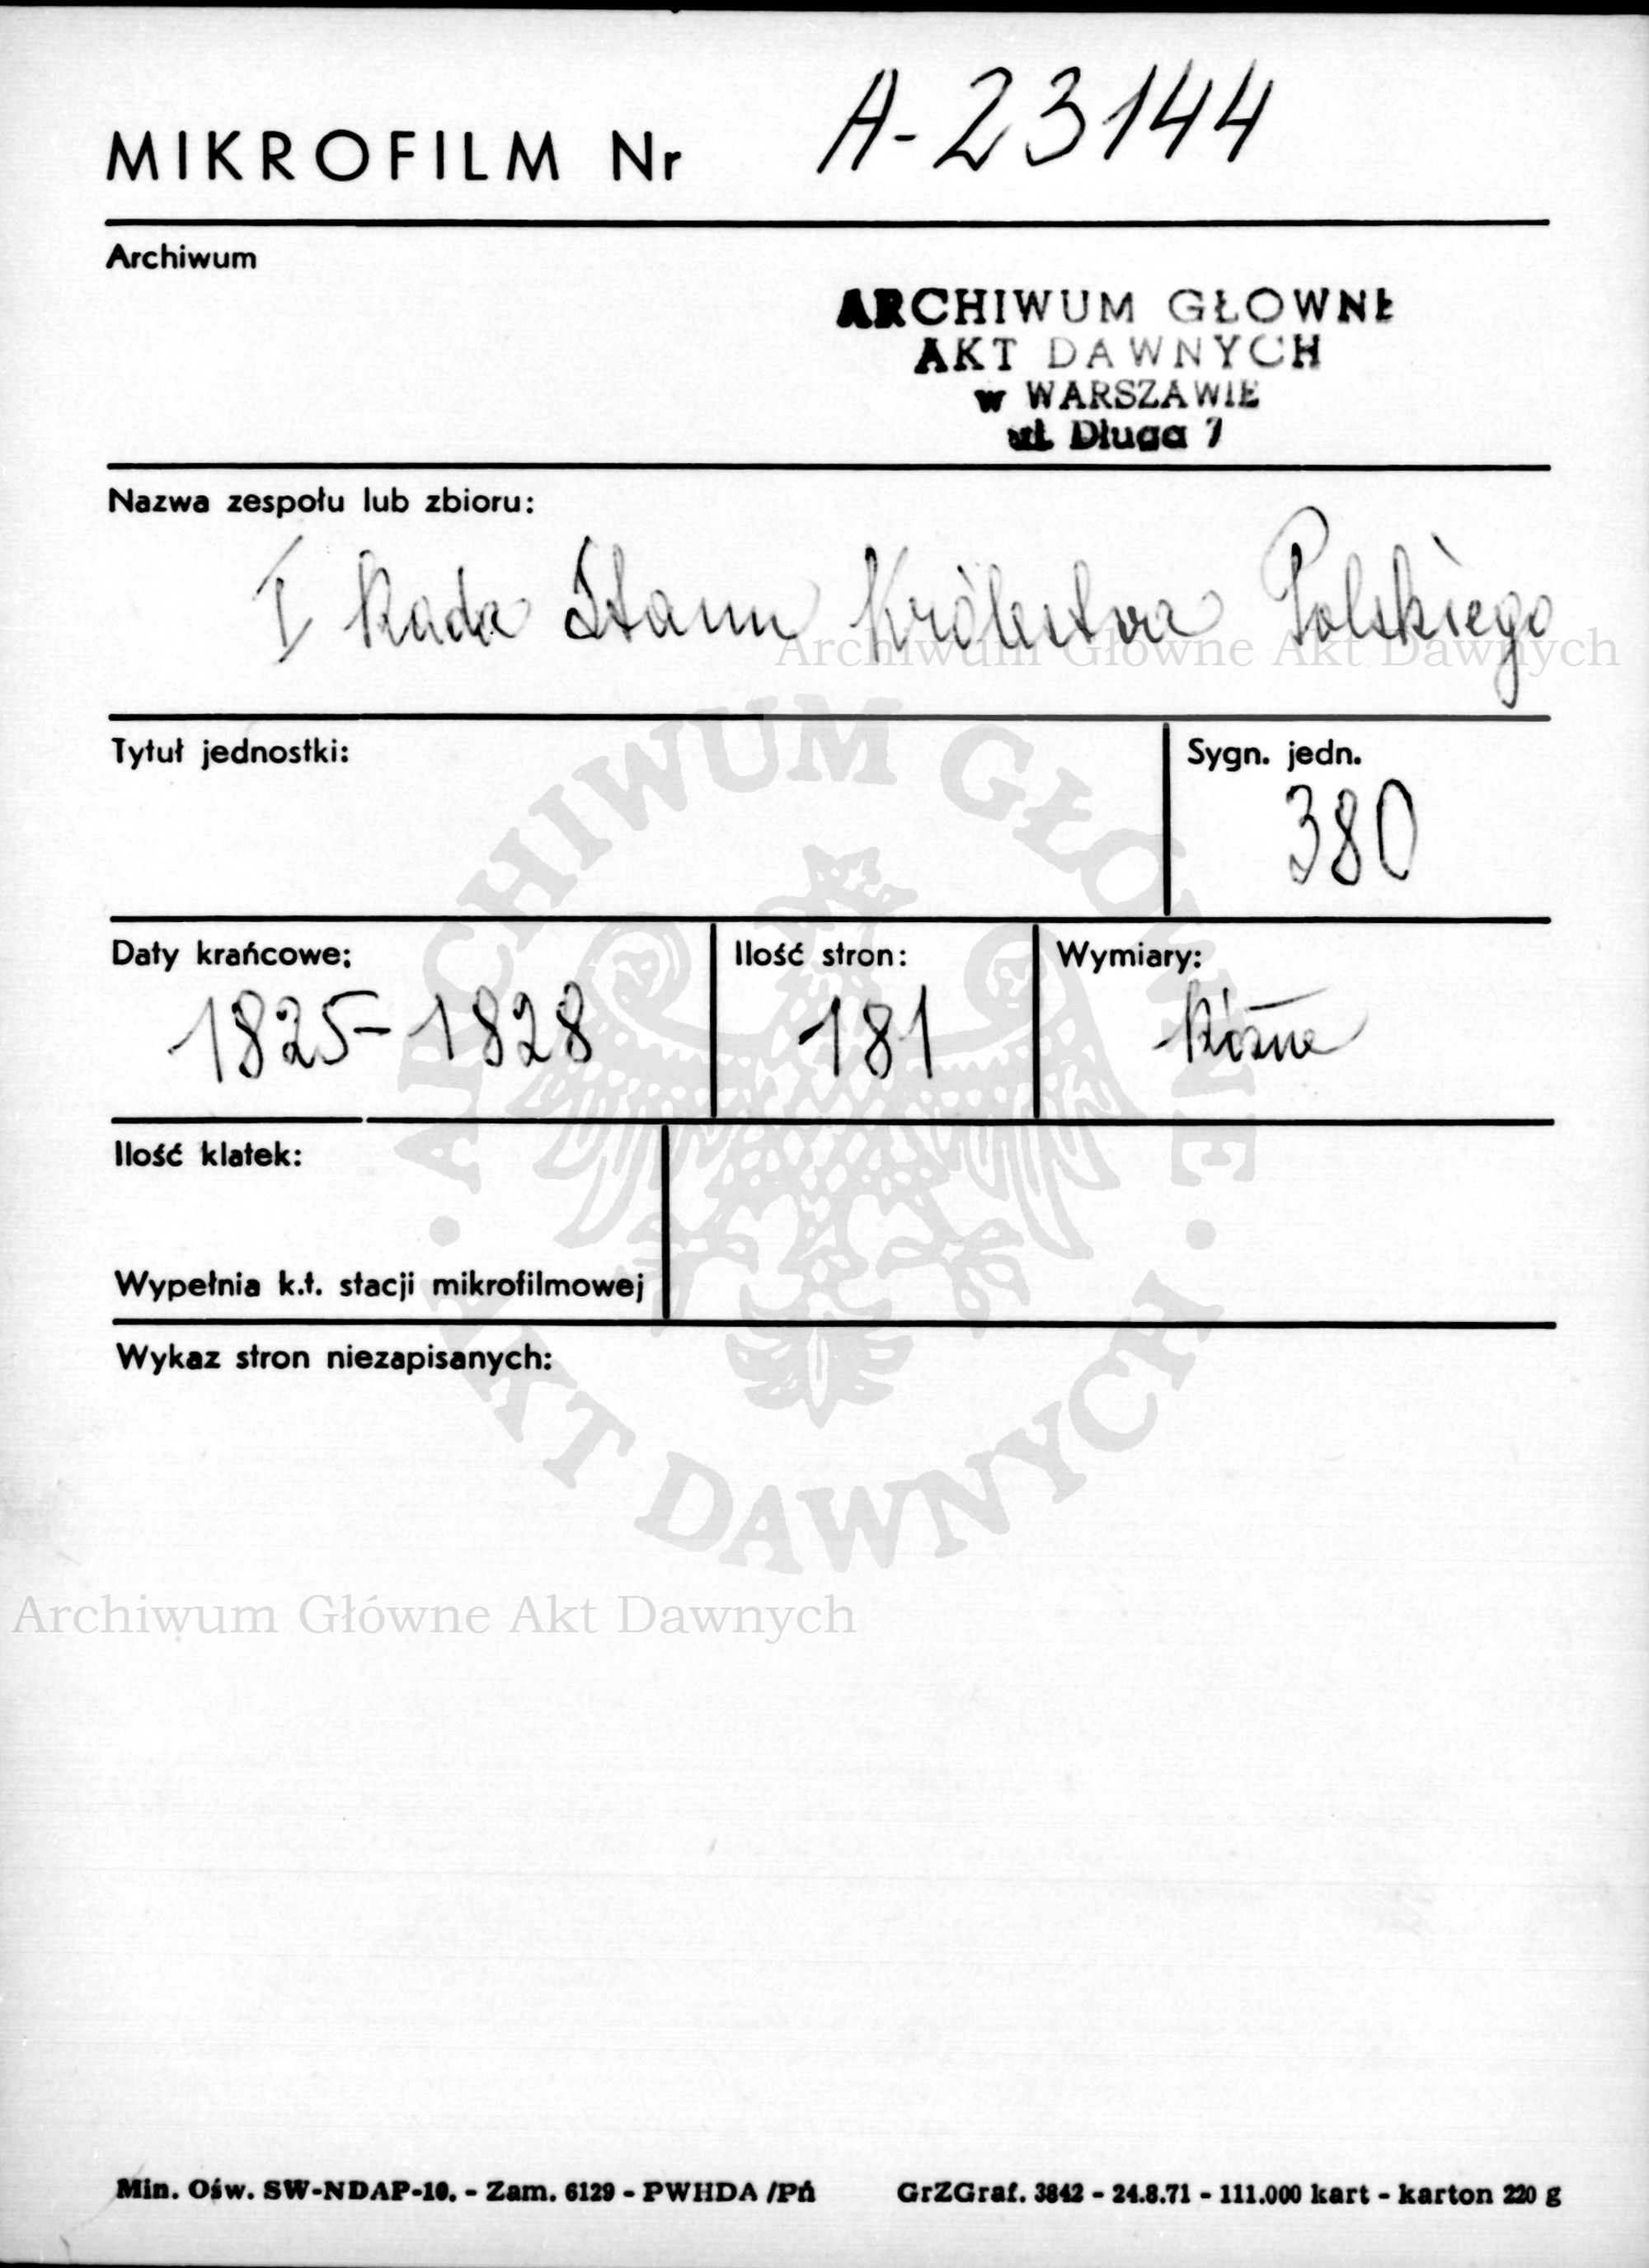 MIKROFILM Nr A-23144
Archiwum
ARCHIWUM GŁOWNE
AKT DAWNYCH
w WARSZAWIE
ul. Długa 7
Nazwa zespołu lub zbioru:
I Rada Stanu Królestwa Polskiego
Archiwum Główne Akt Dawnych
Tytuł jednostki:
Sygn. jedn.
380
Daty krańcowe:
1825-1828
Ilość stron:
181
Wymiary:
Różne
ARCHIWUM GŁÓWNE
AKT DAWNYCH
Ilość klatek:
Wypełnia k.t. stacji mikrofilmowej
Wykaz stron niezapisanych:
Archiwum Główne Akt Dawnych
Min. Ośw. SW-NDAP-10. - Zam. 6129 - PWHDA /Pń GrZGraf. 3842 - 24.8.71 - 111.000 kart - karton 220 g